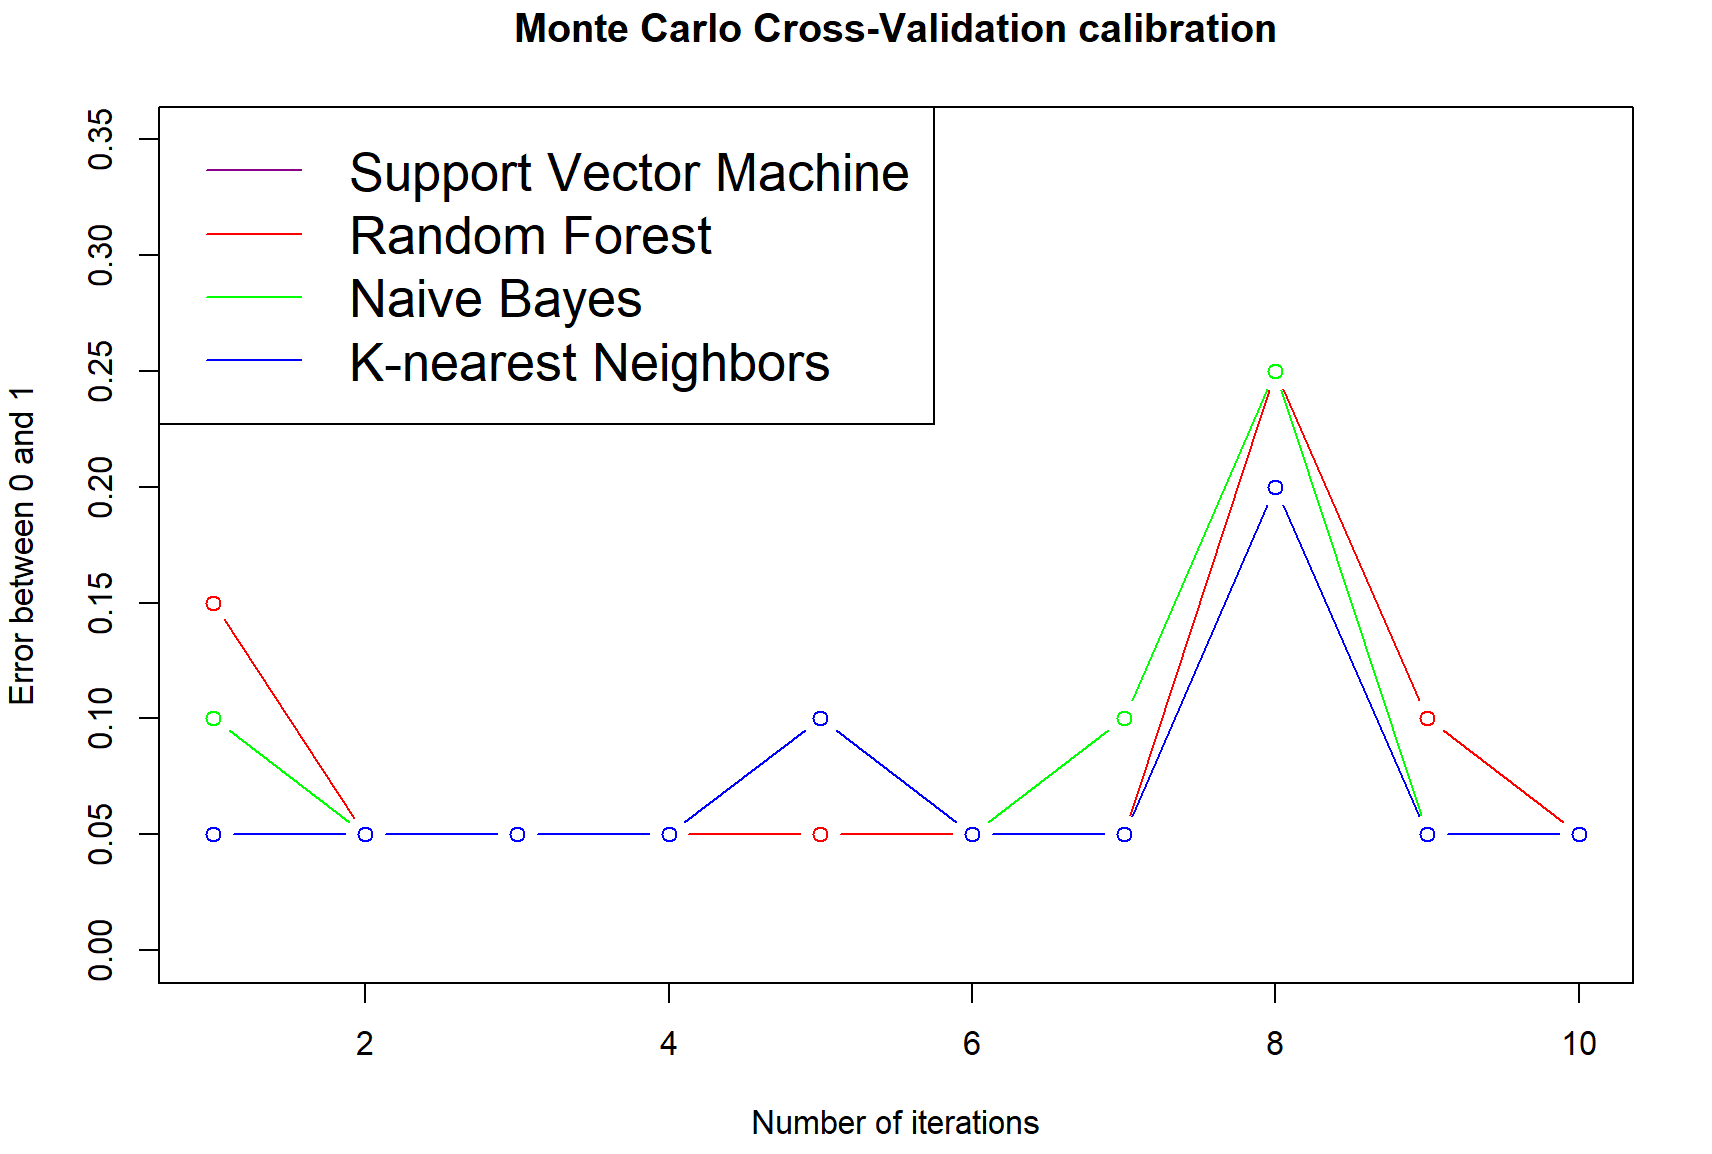 Monte Carlo Cross-Validation calibration
Support Vector Machine
Random Forest
Naive Bayes
K-nearest Neighbors
Error between 0 and 1
0.35
0.30
0.25
0.20
0.15
0.10
0.05
0.00
2 4 6 8 10
Number of iterations